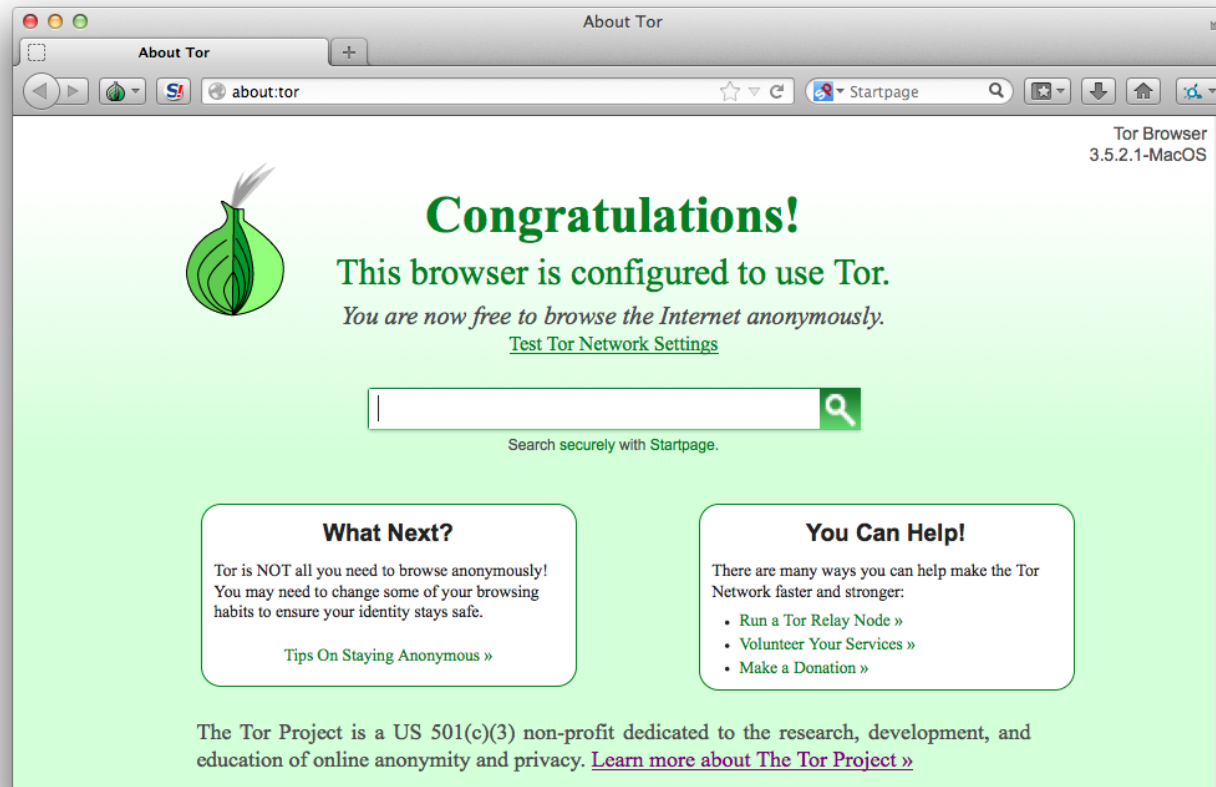 About Tor
About Tor
about:tor
Startpage
Tor Browser
3.5.2.1-MacOS
Congratulations!
This browser is configured to use Tor.
You are now free to browse the Internet anonymously.
Test Tor Network Settings
Search securely with Startpage.
What Next?
Tor is NOT all you need to browse anonymously!
You may need to change some of your browsing
habits to ensure your identity stays safe.
Tips On Staying Anonymous »
You Can Help!
There are many ways you can help make the Tor
Network faster and stronger:
• Run a Tor Relay Node »
• Volunteer Your Services »
• Make a Donation »
The Tor Project is a US 501(c)(3) non-profit dedicated to the research, development, and
education of online anonymity and privacy. Learn more about The Tor Project »